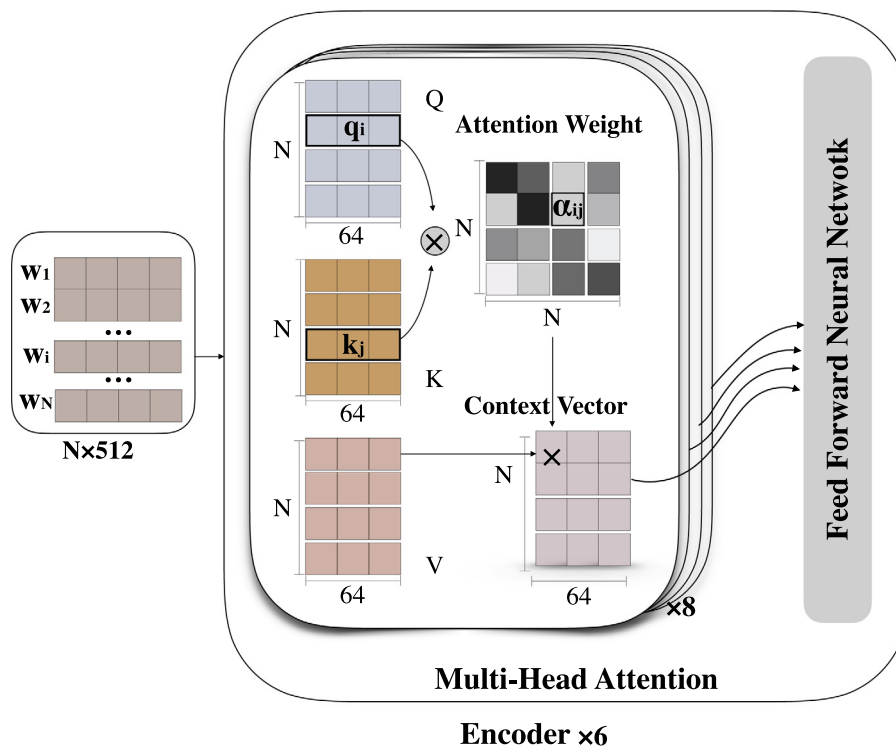 W1
W2
...
Wi
...
WN
N×512
Q
N
qi
64
N
kj
K
64
N
V
64
Attention Weight
N
αij
N
Context Vector
N
×
64
×8
Feed Forward Neural Netwotk
Multi-Head Attention
Encoder ×6